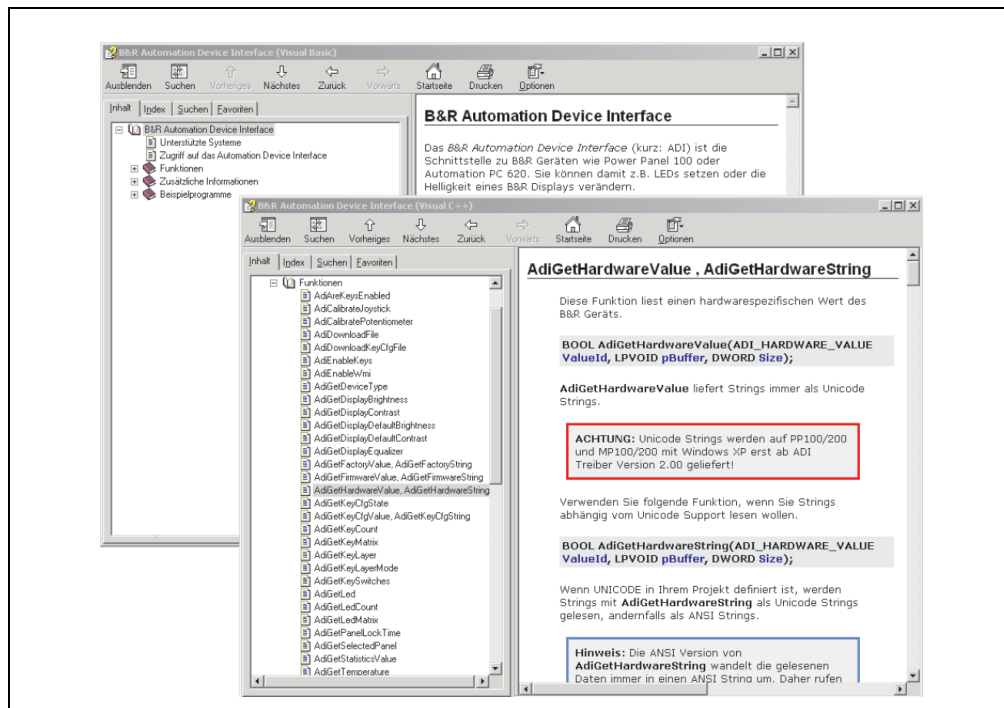 B&R Automation Device Interface (Visual Basic)
Ausblenden Suchen Vorheriges Nächstes Zurück Vorwärts Startseite Drucken Optionen
Inhalt Index Suchen Favoriten
B&R Automation Device Interface
Unterstützte Systeme
Zugriff auf das Automation Device Interface
Funktionen
Zusätzliche Informationen
Beispielprogramme
B&R Automation Device Interface
Das B&R Automation Device Interface (kurz: ADI) ist die
Schnittstelle zu B&R Geräten wie Power Panel 100 oder
Automation PC 620. Sie können damit z.B. LEDs setzen oder die
Helligkeit eines B&R Displays verändern.
B&R Automation Device Interface (Visual C++)
Ausblenden Suchen Vorheriges Nächstes Zurück Vorwärts Startseite Drucken Optionen
Inhalt Index Suchen Favoriten
Funktionen
AdiAreKeysEnabled
AdiCalibrateJoystick
AdiCalibratePotentiometer
AdiDownloadFile
AdiDownloadKeyCfgFile
AdiEnableKeys
AdiEnableWmi
AdiGetDeviceType
AdiGetDisplayBrightness
AdiGetDisplayContrast
AdiGetDisplayDefaultBrightness
AdiGetDisplayDefaultContrast
AdiGetDisplayEqualizer
AdiGetFactoryValue, AdiGetFactoryString
AdiGetFirmwareValue, AdiGetFirmwareString
AdiGetHardwareValue, AdiGetHardwareString
AdiGetKeyCfgState
AdiGetKeyCfgValue, AdiGetKeyCfgString
AdiGetKeyCount
AdiGetKeyMatrix
AdiGetKeyLayer
AdiGetKeyLayerMode
AdiGetKeySwitches
AdiGetLed
AdiGetLedCount
AdiGetLedMatrix
AdiGetPanelLockTime
AdiGetSelectedPanel
AdiGetStatisticsValue
AdiGetTemperature
AdiGetHardwareValue , AdiGetHardwareString
Diese Funktion liest einen hardwarespezifischen Wert des
B&R Geräts.
BOOL AdiGetHardwareValue(ADI_HARDWARE_VALUE
ValueId, LPVOID pBuffer, DWORD Size);
AdiGetHardwareValue liefert Strings immer als Unicode
Strings.
ACHTUNG: Unicode Strings werden auf PP100/200
und MP100/200 mit Windows XP erst ab ADI
Treiber Version 2.00 geliefert!
Verwenden Sie folgende Funktion, wenn Sie Strings
abhängig vom Unicode Support lesen wollen.
BOOL AdiGetHardwareString(ADI_HARDWARE_VALUE
ValueId, LPVOID pBuffer, DWORD Size);
Wenn UNICODE in Ihrem Projekt definiert ist, werden
Strings mit AdiGetHardwareString als Unicode Strings
gelesen, andernfalls als ANSI Strings.
Hinweis: Die ANSI Version von
AdiGetHardwareString wandelt die gelesenen
Daten immer in einen ANSI String um. Daher rufen